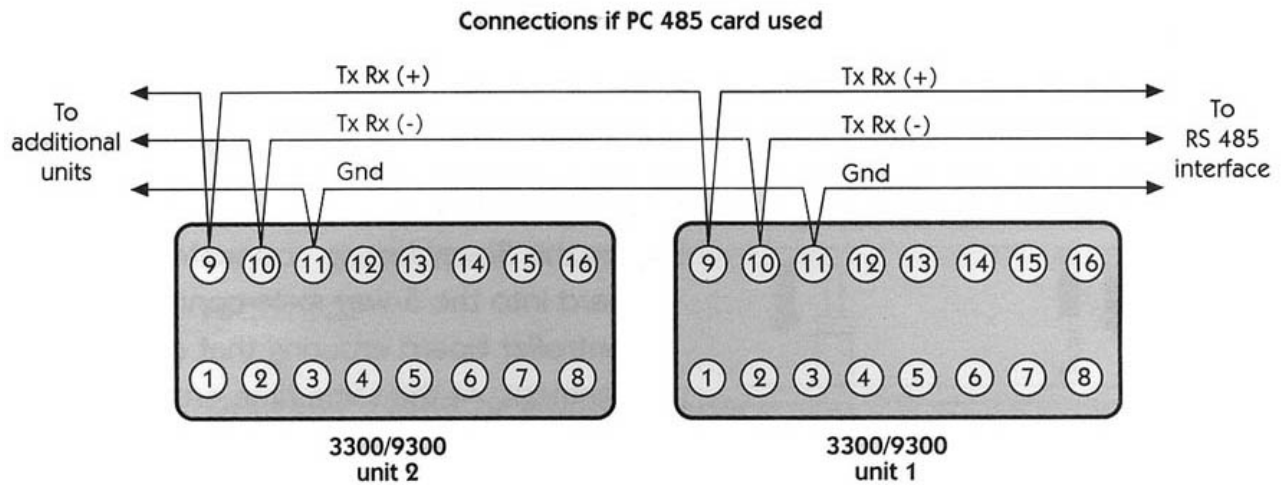 Connections if PC 485 card used
Tx Rx (+)
Tx Rx (+)
To
additional
units
Tx Rx (-)
Tx Rx (-)
To
RS 485
interface
Gnd
Gnd
9 10 11 12 13 14 15 16
9 10 11 12 13 14 15 16
1 2 3 4 5 6 7 8
1 2 3 4 5 6 7 8
3300/9300
unit 2
3300/9300
unit 1